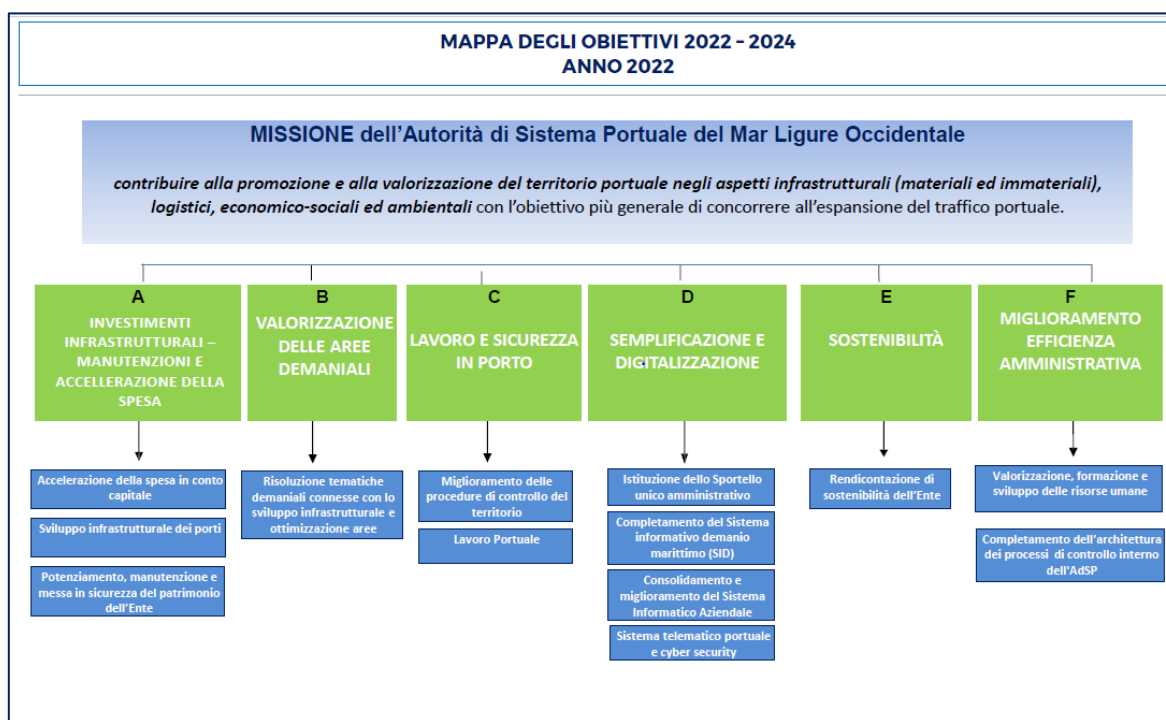 MAPPA DEGLI OBIETTIVI 2022 – 2024
ANNO 2022
MISSIONE dell'Autorità di Sistema Portuale del Mar Ligure Occidentale
contribuire alla promozione e alla valorizzazione del territorio portuale negli aspetti infrastrutturali (materiali ed immateriali),
logistici, economico-sociali ed ambientali con l'obiettivo più generale di concorrere all'espansione del traffico portuale.
A
INVESTIMENTI
INFRASTRUTTURALI –
MANUTENZIONI E
ACCELLERAZIONE DELLA
SPESA
Accelerazione della spesa in conto
capitale
Sviluppo infrastrutturale dei porti
Potenziamento, manutenzione e
messa in sicurezza del patrimonio
dell'Ente
B
VALORIZZAZIONE
DELLE AREE
DEMANIALI
Risoluzione tematiche
demaniali connesse con lo
sviluppo infrastrutturale e
ottimizzazione aree
C
LAVORO E SICUREZZA
IN PORTO
Miglioramento delle
procedure di controllo del
territorio
Lavoro Portuale
D
SEMPLIFICAZIONE E
DIGITALIZZAZIONE
Istituzione dello Sportello
unico amministrativo
Completamento del Sistema
informativo demanio
marittimo (SID)
Consolidamento e
miglioramento del Sistema
Informatico Aziendale
Sistema telematico portuale
e cyber security
E
SOSTENIBILITÀ
Rendicontazione di
sostenibilità dell'Ente
F
MIGLIORAMENTO
EFFICIENZA
AMMINISTRATIVA
Valorizzazione, formazione e
sviluppo delle risorse umane
Completamento dell'architettura
dei processi di controllo interno
dell'AdSP